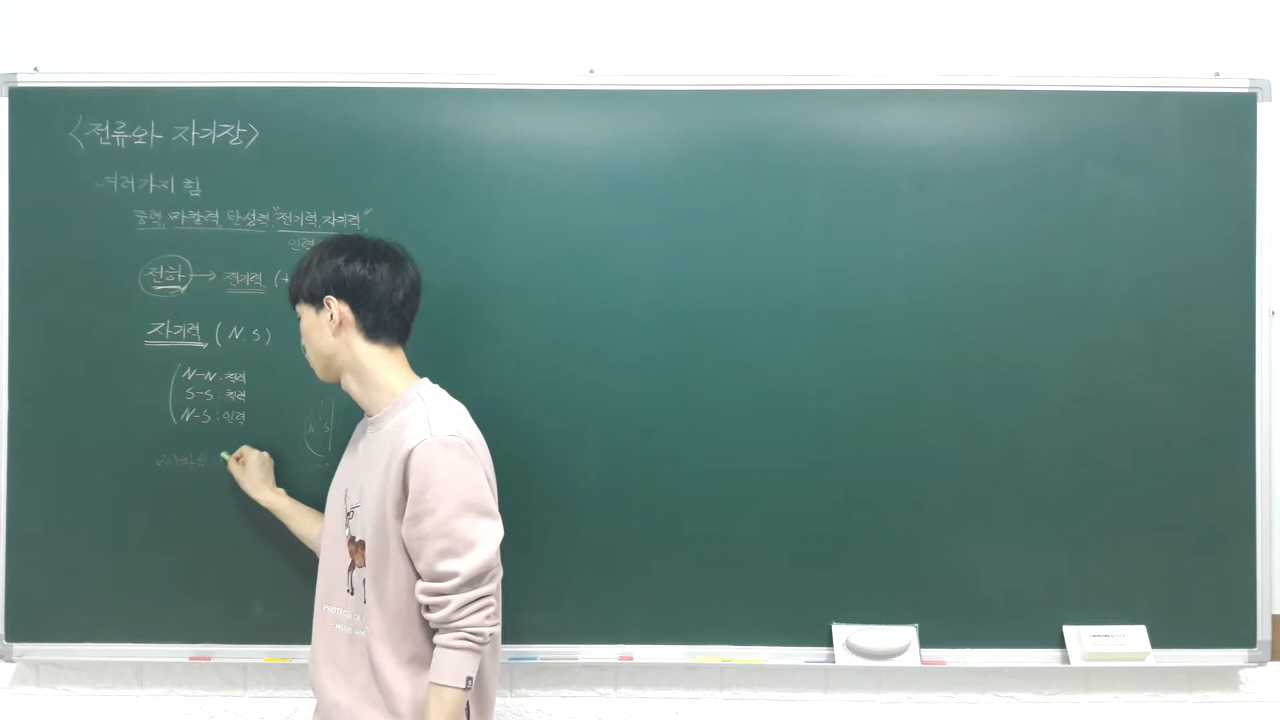 <전류와 자기장>
여러가지 힘
중력, 마찰력, 탄성력, "전기력, 자기력"
인력
전하 → 전기력 (+
자기력, (N.S)
N-N: 척력
S-S: 척력
N-S: 인력
N S
PROTECT